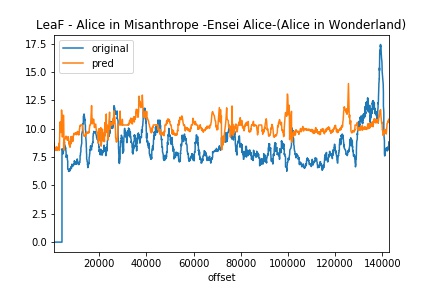 LeaF - Alice in Misanthrope -Ensei Alice-(Alice in Wonderland)
17.5
15.0
12.5
10.0
7.5
5.0
2.5
0.0
original
pred
20000 40000 60000 80000 100000 120000 140000
offset